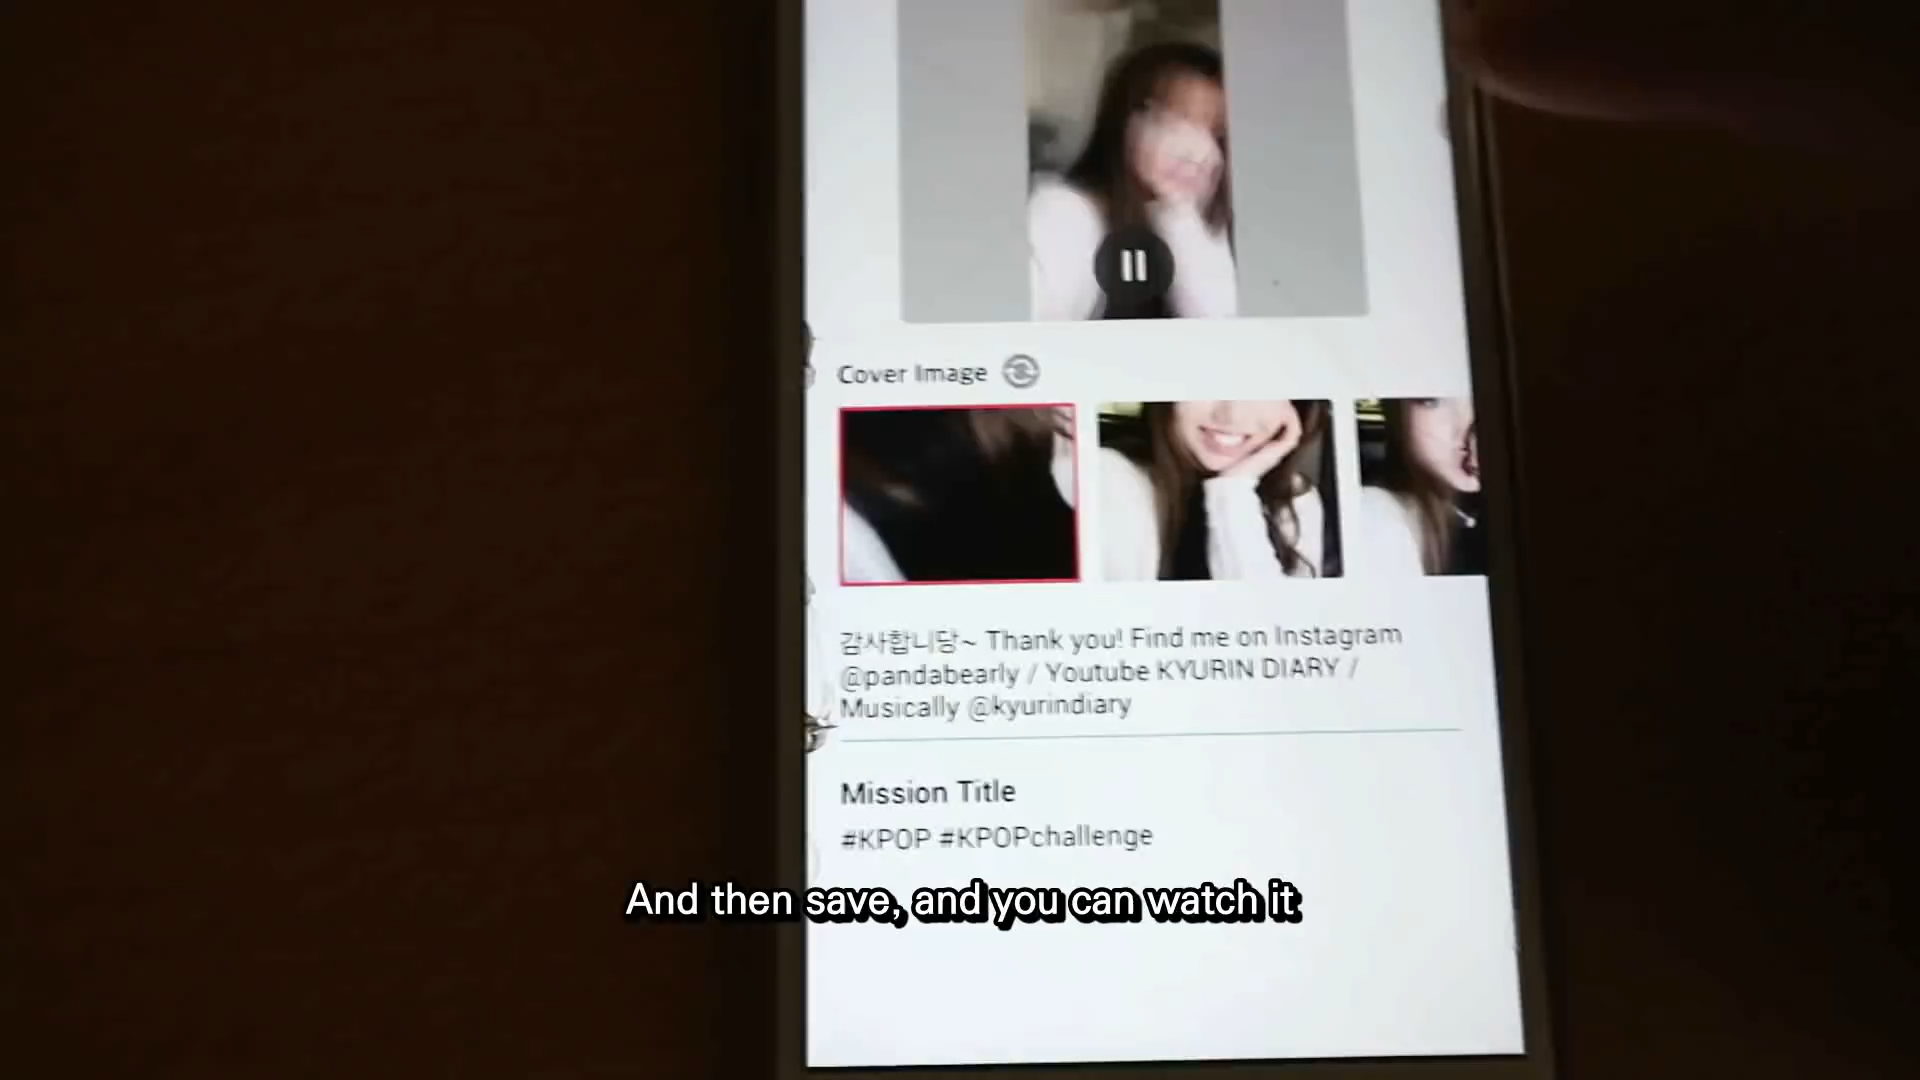 Cover Image
감사합니당~ Thank you! Find me on Instagram
@pandabearly / Youtube KYURIN DIARY /
Musically @kyurindiary
Mission Title
#KPOP #KPOPchallenge
And then save, and you can watch it